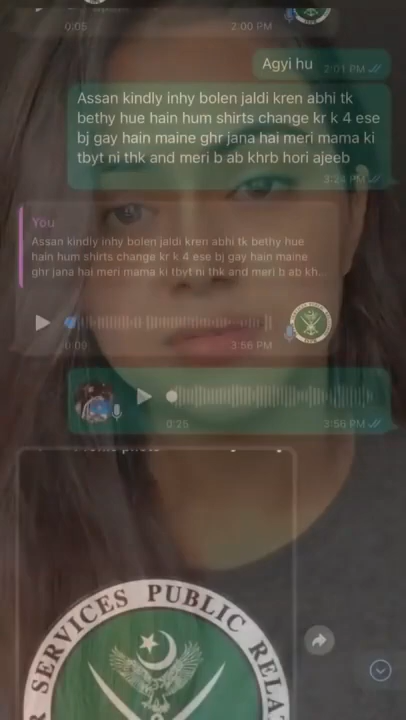 0:05 2:00 PM
Agyi hu 2:01 PM
Assan kindly inhy bolen jaldi kren abhi tk
bethy hue hain hum shirts change kr k 4 ese
bj gay hain maine ghr jana hai meri mama ki
tbyt ni thk and meri b ab khrb hori ajeeb
3:24 PM
You
Assan kindly inhy bolen jaldi kren abhi tk bethy hue
hain hum shirts change kr k 4 ese bj gay hain maine
ghr jana hai meri mama ki tbyt ni thk and meri b ab kh...
0:09 3:56 PM
0:25 3:56 PM
SERVICES PUBLIC RELA